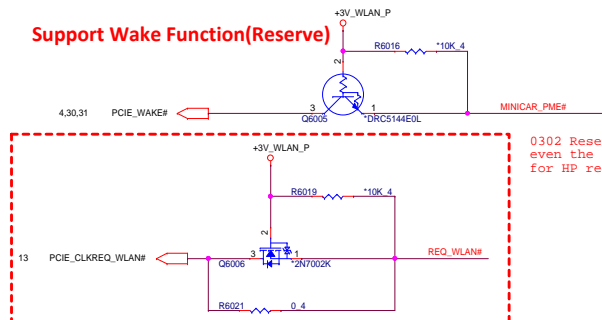 +3V_WLAN_P
Support Wake Function(Reserve)
R6016 *10K_4
2
4,30,31 PCIE_WAKE# 3 1 MINICAR_PME#
Q6005 *DRC5144E0L
0302 Rese
even the
for HP re
+3V_WLAN_P
R6019 *10K_4
2
13 PCIE_CLKREQ_WLAN# 3 1 REQ_WLAN#
Q6006 *2N7002K
R6021 0_4